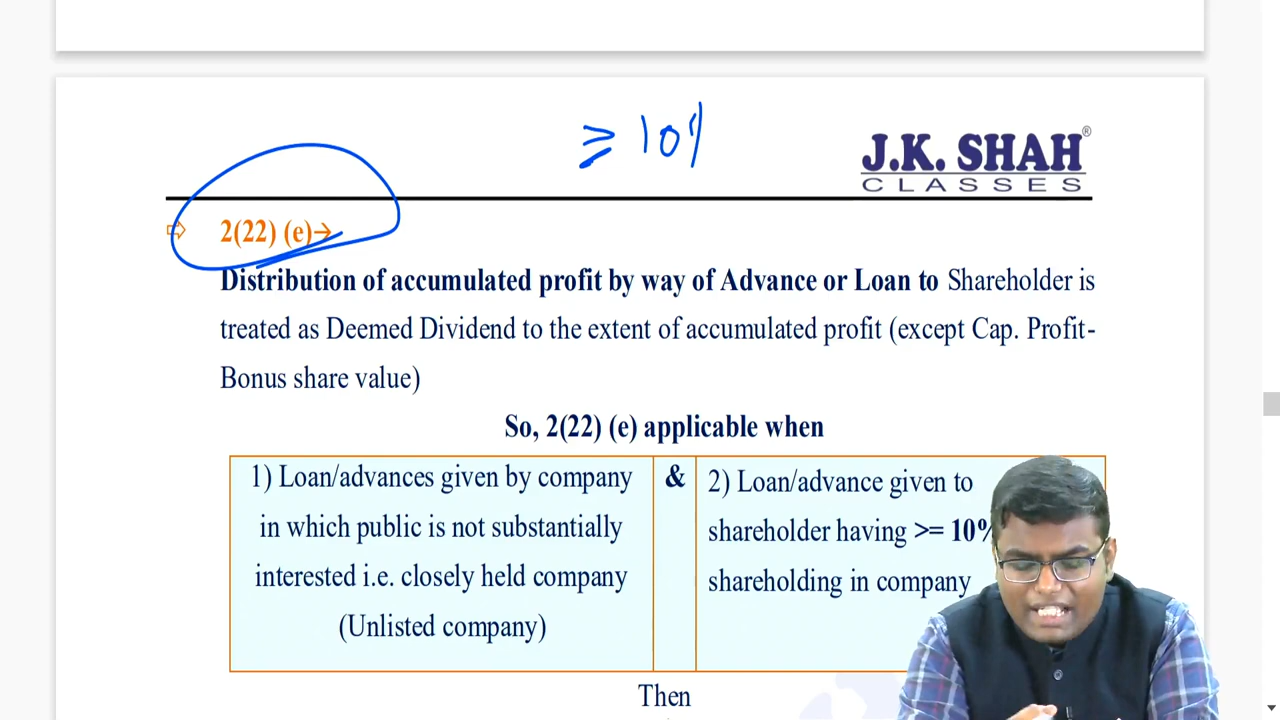 ≥ 10%
J.K. SHAH®
CLASSES
⇨ 2(22) (e)→
Distribution of accumulated profit by way of Advance or Loan to Shareholder is
treated as Deemed Dividend to the extent of accumulated profit (except Cap. Profit-
Bonus share value)
So, 2(22) (e) applicable when
1) Loan/advances given by company
in which public is not substantially
interested i.e. closely held company
(Unlisted company)
&
2) Loan/advance given to
shareholder having >= 10%
shareholding in company
Then